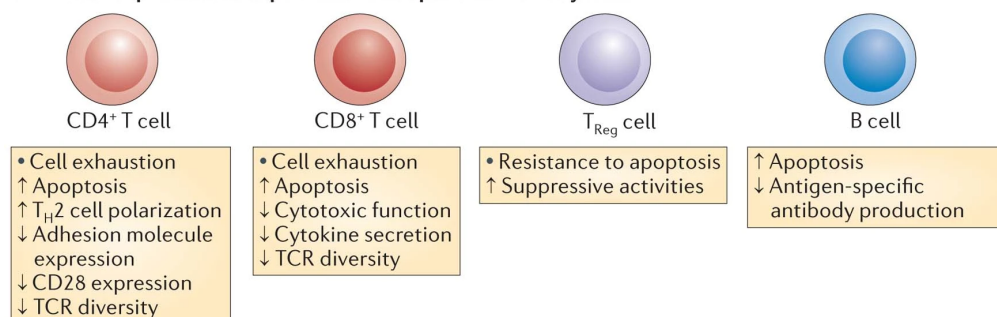 CD4⁺ T cell
• Cell exhaustion
↑ Apoptosis
↑ T_H2 cell polarization
↓ Adhesion molecule
expression
↓ CD28 expression
↓ TCR diversity
CD8⁺ T cell
• Cell exhaustion
↑ Apoptosis
↓ Cytotoxic function
↓ Cytokine secretion
↓ TCR diversity
T_Reg cell
• Resistance to apoptosis
↑ Suppressive activities
B cell
↑ Apoptosis
↓ Antigen-specific
antibody production